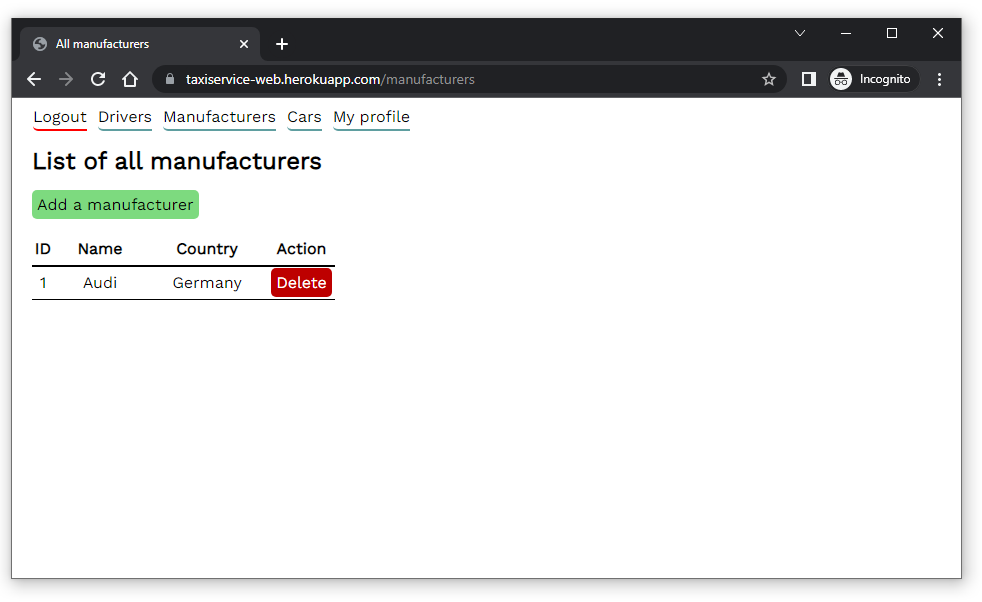 All manufacturers
taxiservice-web.herokuapp.com/manufacturers Incognito
Logout Drivers Manufacturers Cars My profile
List of all manufacturers
Add a manufacturer
ID Name Country Action
1 Audi Germany Delete